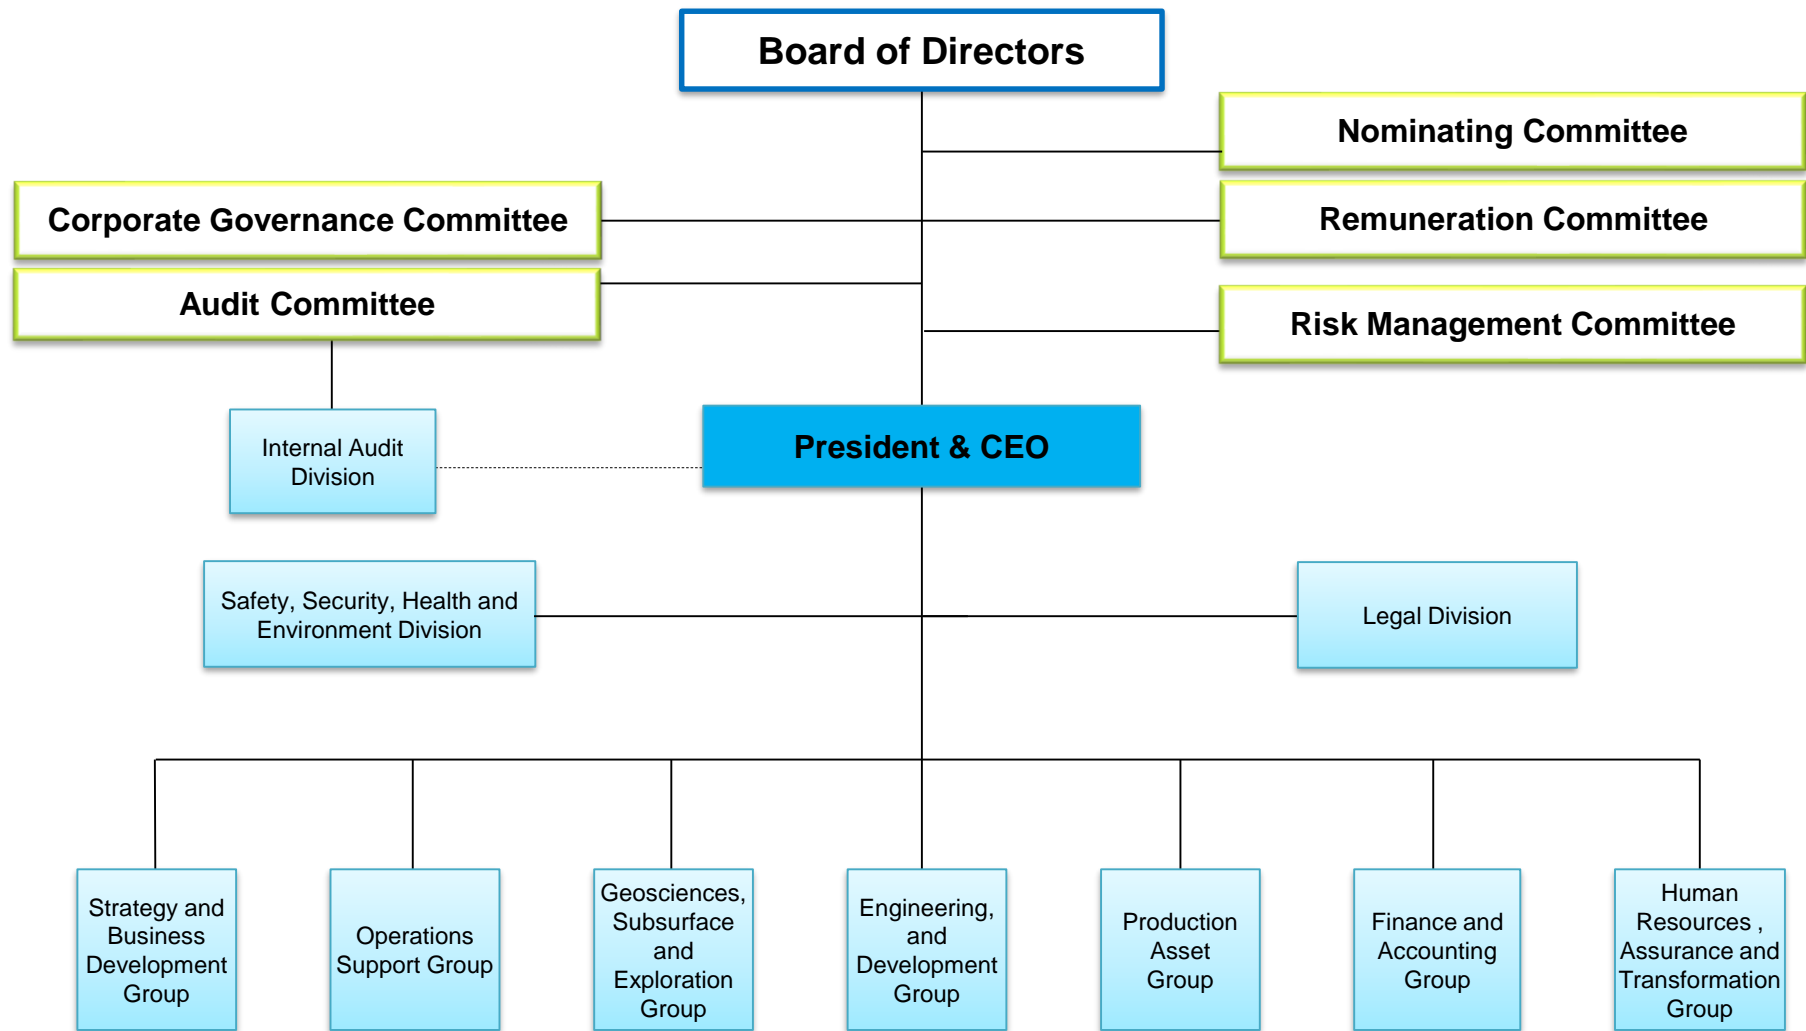 Board of Directors
Nominating Committee
Corporate Governance Committee
Remuneration Committee
Audit Committee
Risk Management Committee
Internal Audit
Division
President & CEO
Safety, Security, Health and
Environment Division
Legal Division
Strategy and
Business
Development
Group
Operations
Support Group
Geosciences,
Subsurface
and
Exploration
Group
Engineering,
and
Development
Group
Production
Asset
Group
Finance and
Accounting
Group
Human
Resources ,
Assurance and
Transformation
Group